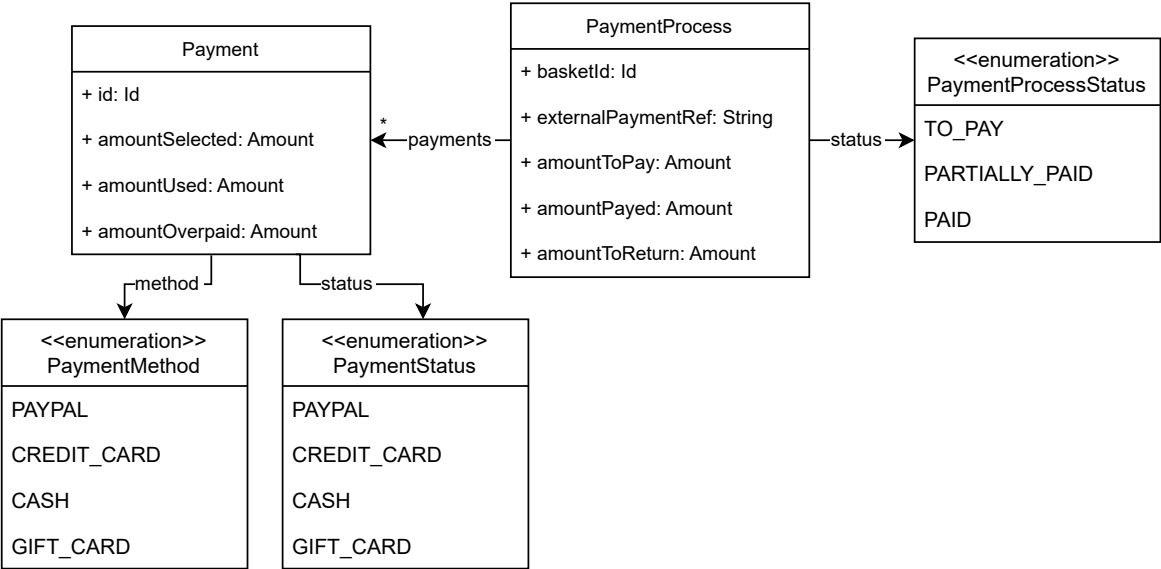 Payment
+ id: Id
+ amountSelected: Amount
+ amountUsed: Amount
+ amountOverpaid: Amount
*
payments
PaymentProcess
+ basketId: Id
+ externalPaymentRef: String
+ amountToPay: Amount
+ amountPayed: Amount
+ amountToReturn: Amount
status
<<enumeration>>
PaymentProcessStatus
TO_PAY
PARTIALLY_PAID
PAID
method
status
<<enumeration>>
PaymentMethod
PAYPAL
CREDIT_CARD
CASH
GIFT_CARD
<<enumeration>>
PaymentStatus
PAYPAL
CREDIT_CARD
CASH
GIFT_CARD